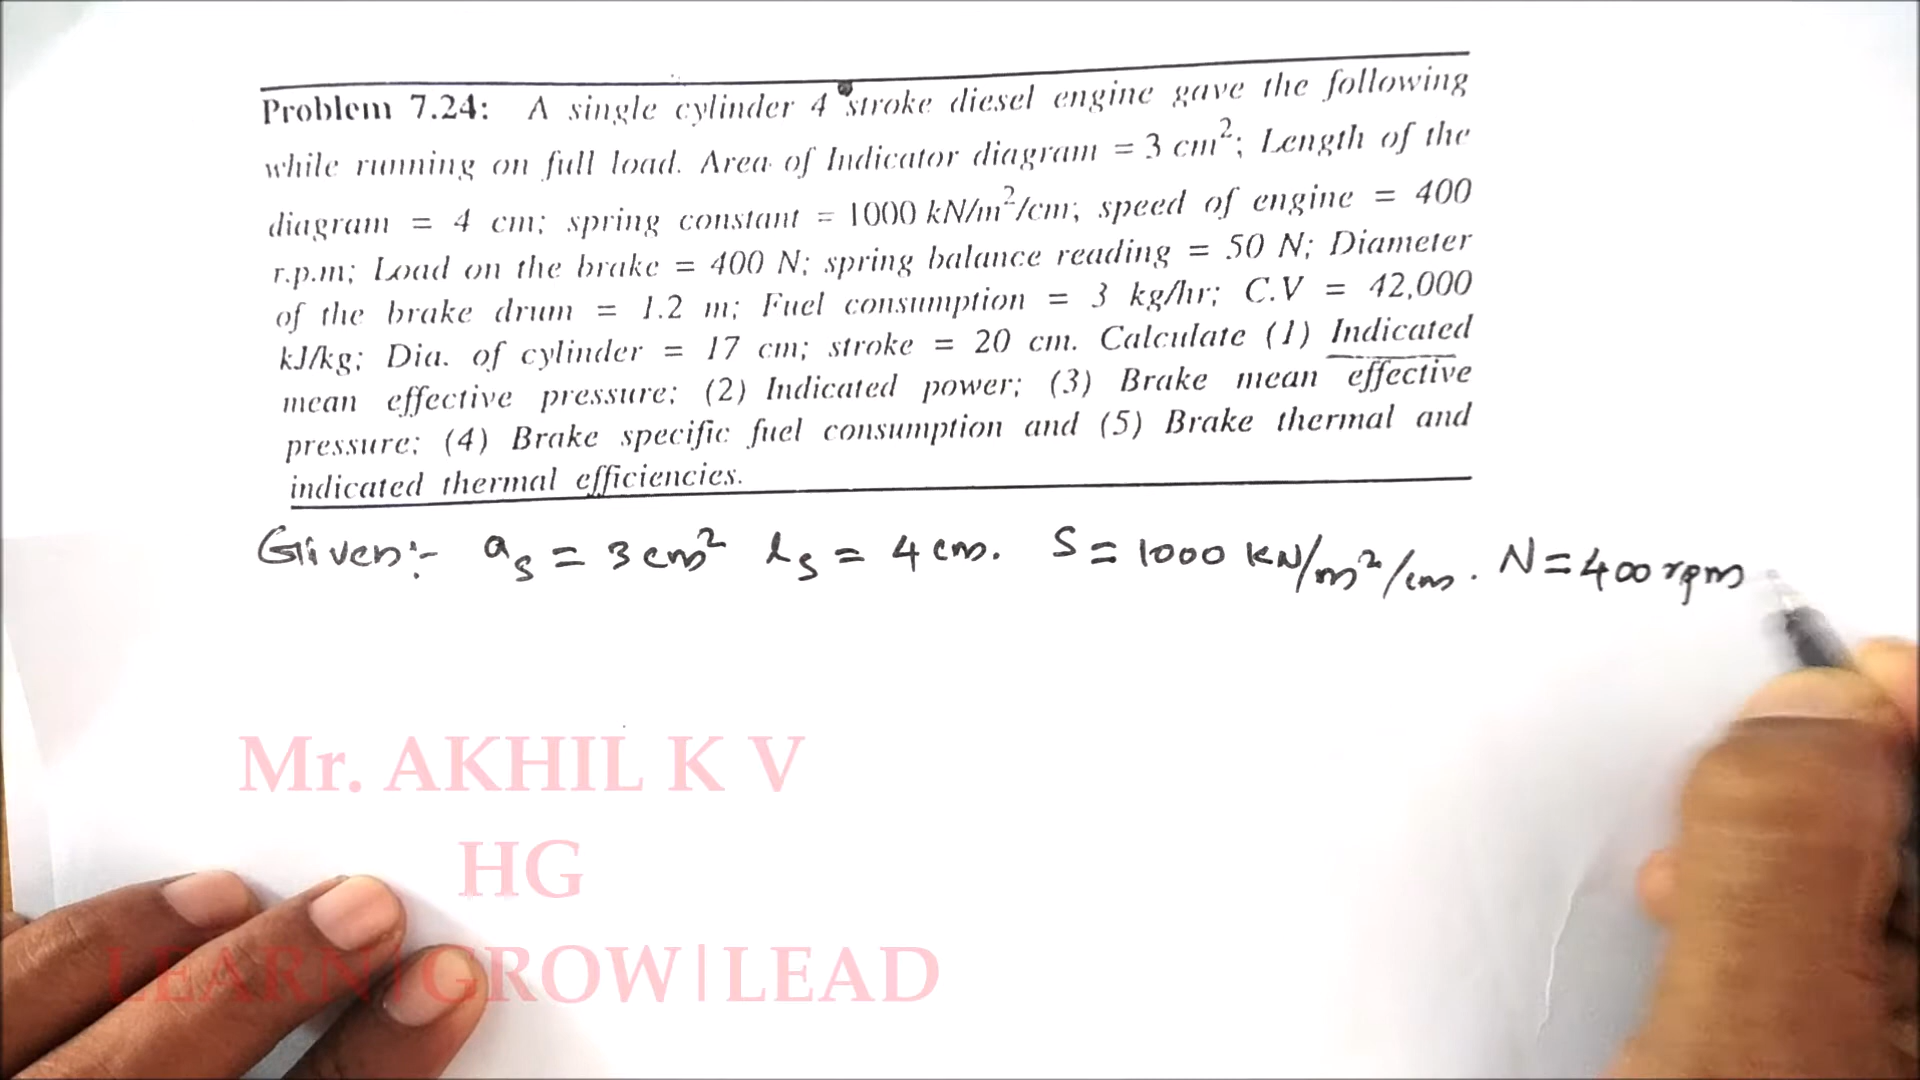 Problem 7.24: A single cylinder 4 stroke diesel engine gave the following
while running on full load. Area of Indicator diagram = 3 cm²; Length of the
diagram = 4 cm; spring constant = 1000 kN/m²/cm; speed of engine = 400
r.p.m; Load on the brake = 400 N; spring balance reading = 50 N; Diameter
of the brake drum = 1.2 m; Fuel consumption = 3 kg/hr; C.V = 42,000
kJ/kg; Dia. of cylinder = 17 cm; stroke = 20 cm. Calculate (1) Indicated
mean effective pressure; (2) Indicated power; (3) Brake mean effective
pressure; (4) Brake specific fuel consumption and (5) Brake thermal and
indicated thermal efficiencies.
Given:- aₛ = 3 cm² lₛ = 4 cm. S = 1000 kN/m²/cm. N = 400 rpm
Mr. AKHIL K V
HG
LEARN|GROW|LEAD